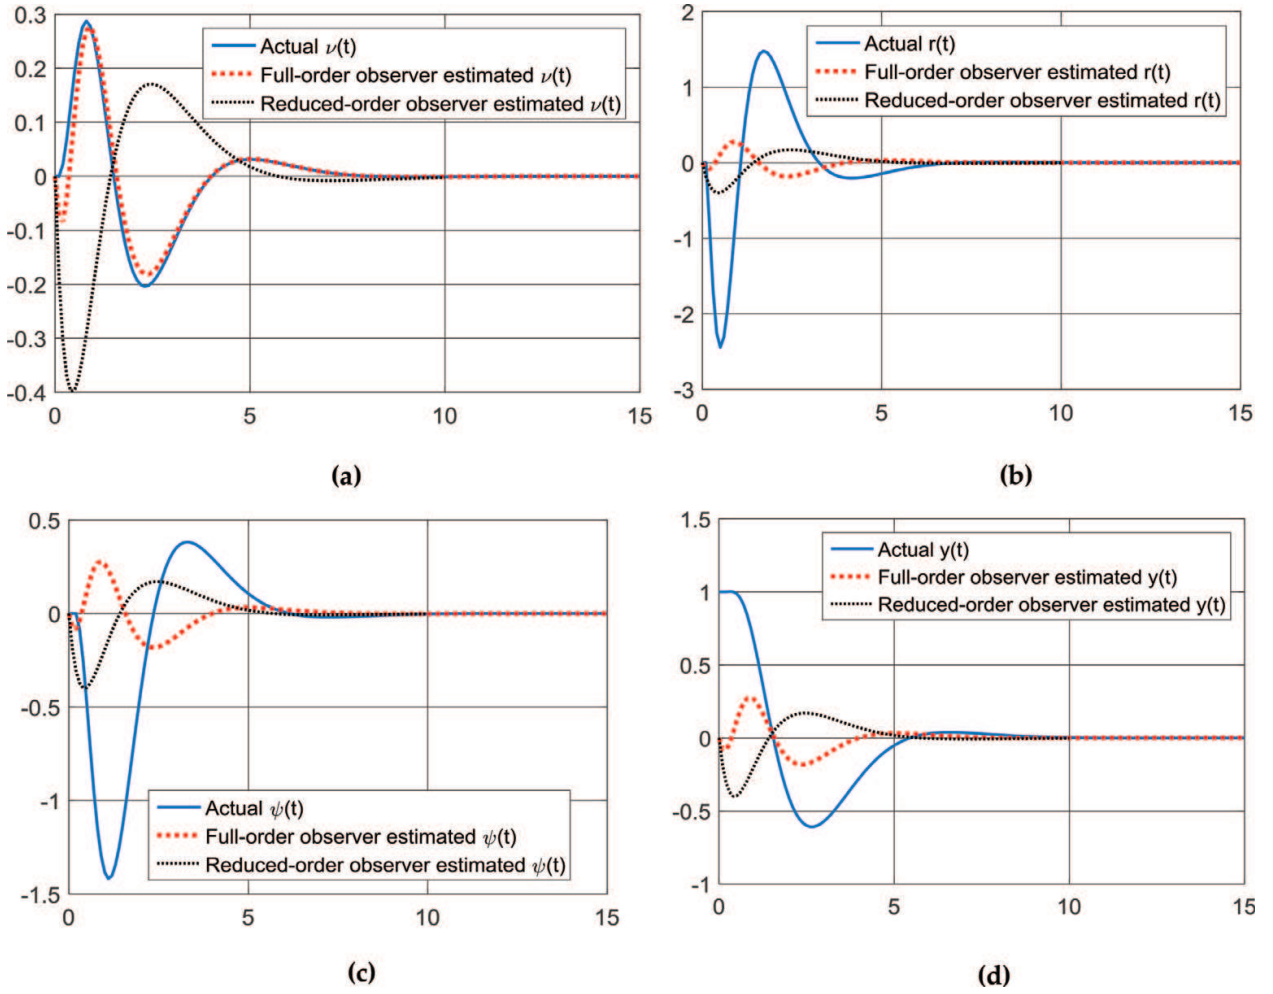 0.3
0.2
0.1
0
-0.1
-0.2
-0.3
-0.4
0
5
10
15
Actual ν(t)
Full-order observer estimated ν(t)
Reduced-order observer estimated ν(t)
(a)
2
1
0
-1
-2
-3
0
5
10
15
Actual r(t)
Full-order observer estimated r(t)
Reduced-order observer estimated r(t)
(b)
0.5
0
-0.5
-1
-1.5
0
5
10
15
Actual ψ(t)
Full-order observer estimated ψ(t)
Reduced-order observer estimated ψ(t)
(c)
1.5
1
0.5
0
-0.5
-1
0
5
10
15
Actual y(t)
Full-order observer estimated y(t)
Reduced-order observer estimated y(t)
(d)